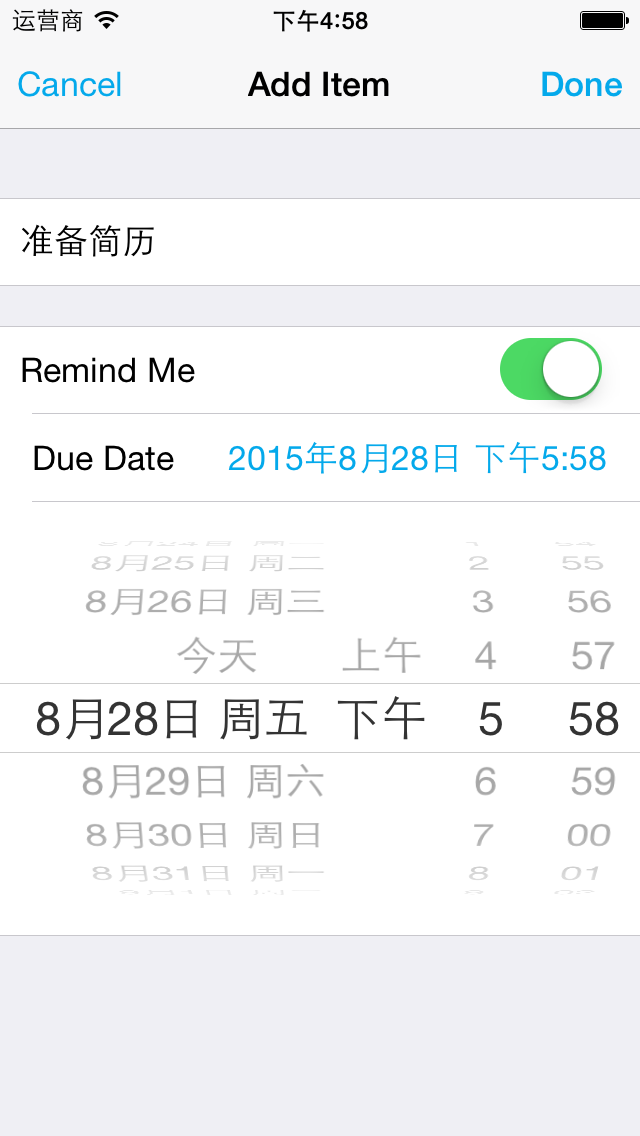 运营商 下午4:58
Cancel Add Item Done
准备简历
Remind Me
Due Date 2015年8月28日 下午5:58
8月25日 周二 2 55
8月26日 周三 3 56
今天 上午 4 57
8月28日 周五 下午 5 58
8月29日 周六 6 59
8月30日 周日 7 00
8月31日 周一 8 01